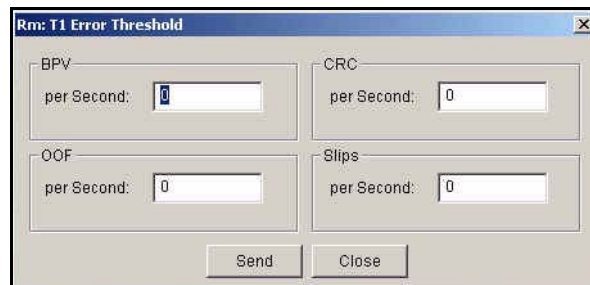 Rm: T1 Error Threshold
BPV
per Second: 0
CRC
per Second: 0
OOF
per Second: 0
Slips
per Second: 0
Send
Close